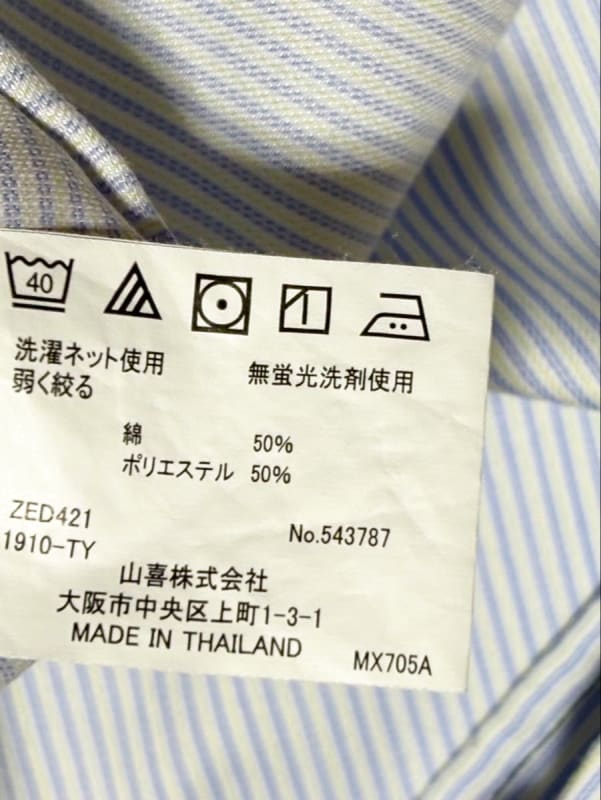 40
洗濯ネット使用
弱く絞る
無蛍光洗剤使用
綿 50%
ポリエステル 50%
ZED421
1910-TY
No.543787
山喜株式会社
大阪市中央区上町1-3-1
MADE IN THAILAND
MX705A